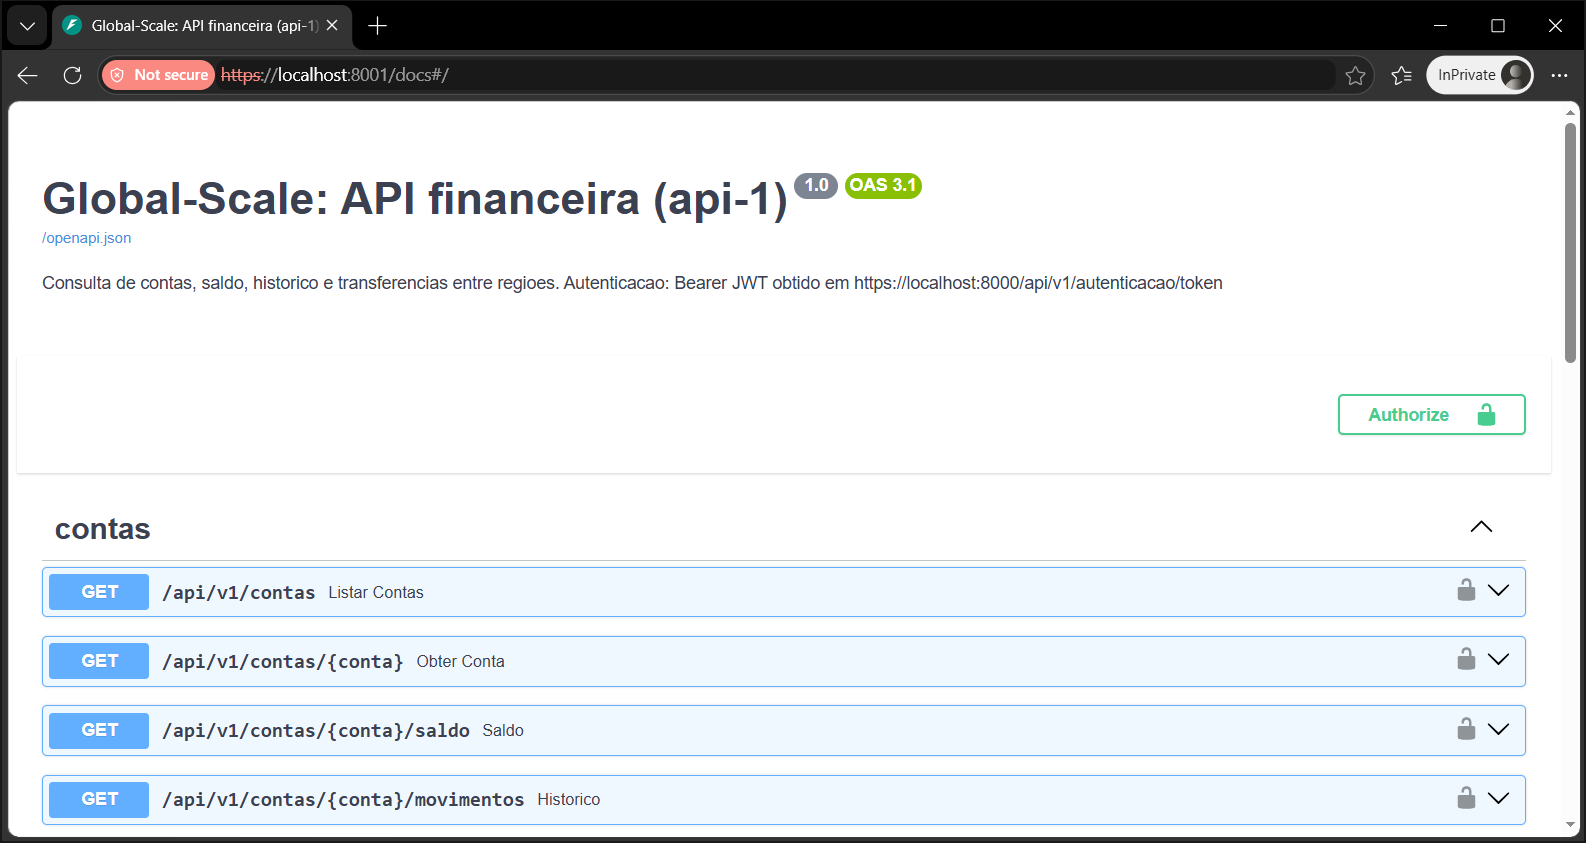 Global-Scale: API financeira (api-1)
Not secure https://localhost:8001/docs#/
InPrivate
Global-Scale: API financeira (api-1) 1.0 OAS 3.1
/openapi.json
Consulta de contas, saldo, historico e transferencias entre regioes. Autenticacao: Bearer JWT obtido em https://localhost:8000/api/v1/autenticacao/token
Authorize
contas
GET /api/v1/contas Listar Contas
GET /api/v1/contas/{conta} Obter Conta
GET /api/v1/contas/{conta}/saldo Saldo
GET /api/v1/contas/{conta}/movimentos Historico